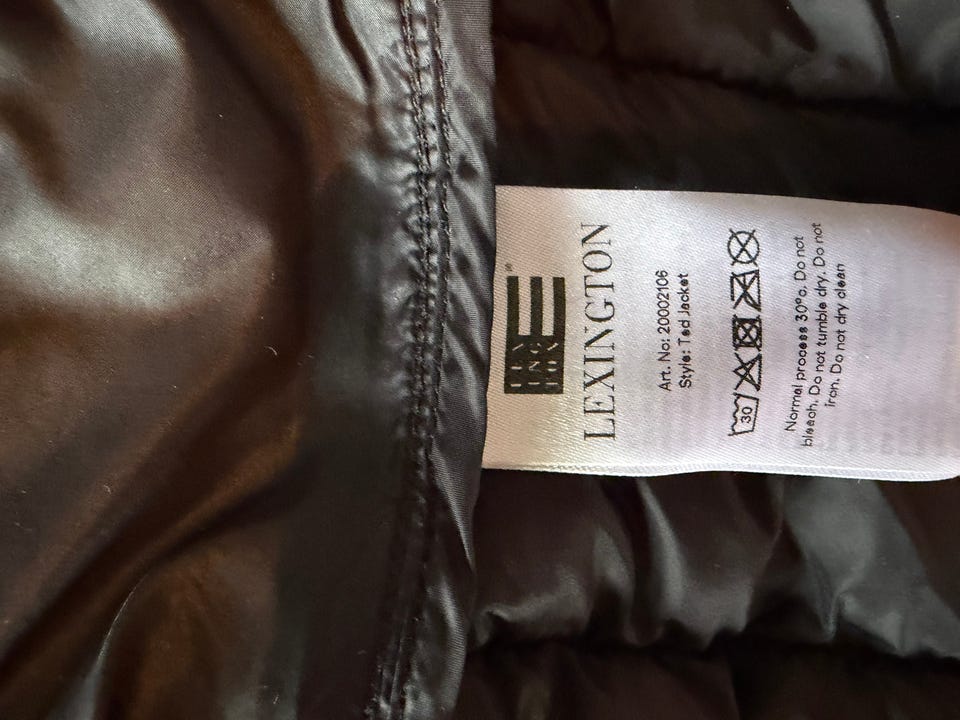 LEXINGTON
Art. No: 20002106
Style: Ted Jacket
30
Normal process 30°c. Do not
bleach. Do not tumble dry. Do not
iron. Do not dry clean